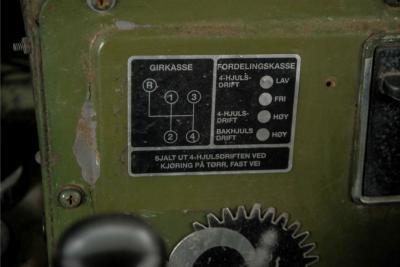 GIRKASSE
R 1 3
2 4
FORDELINGSKASSE
4-HJULS- DRIFT LAV
FRI
4-HJULS- DRIFT HØY
BAKHJULS DRIFT HØY
SJALT UT 4-HJULSDRIFTEN VED
KJØRING PÅ TØRR, FAST VEI